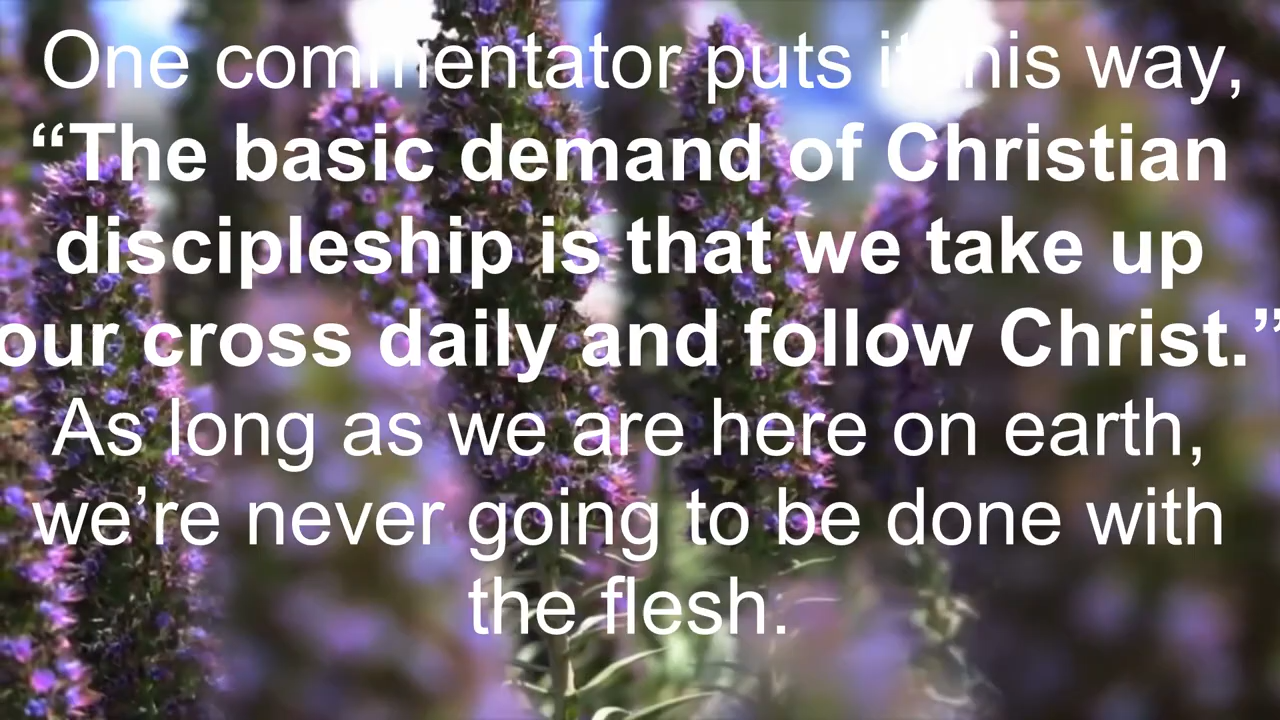 One commentator puts it this way,
“The basic demand of Christian
discipleship is that we take up
our cross daily and follow Christ.”
As long as we are here on earth,
we’re never going to be done with
the flesh.